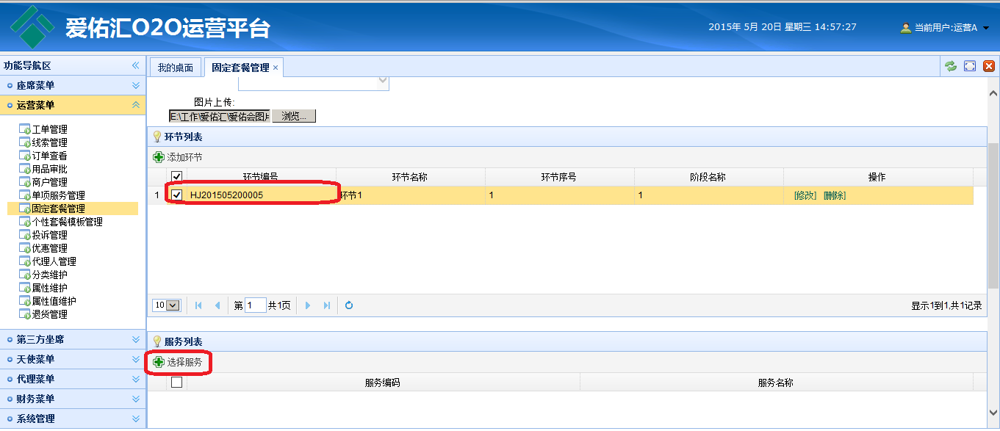 爱佑汇O2O运营平台
2015年 5月 20日 星期三 14:57:27
当前用户:运营A
功能导航区
座席菜单
运营菜单
工单管理
线索管理
订单查看
用品审批
商户管理
单项服务管理
固定套餐管理
个性套餐模板管理
投诉管理
优惠管理
代理人管理
分类维护
属性维护
属性值维护
退货管理
第三方坐席
天使菜单
代理菜单
财务菜单
系统管理
我的桌面 固定套餐管理
图片上传:
E:\工作\爱佑汇\爱佑会图片 浏览...
环节列表
添加环节
环节编号 环节名称 环节序号 阶段名称 操作
1 HJ201505200005 环节1 1 1 [修改] [删除]
10 第 1 共1页 显示1到1,共1记录
服务列表
选择服务
服务编码 服务名称